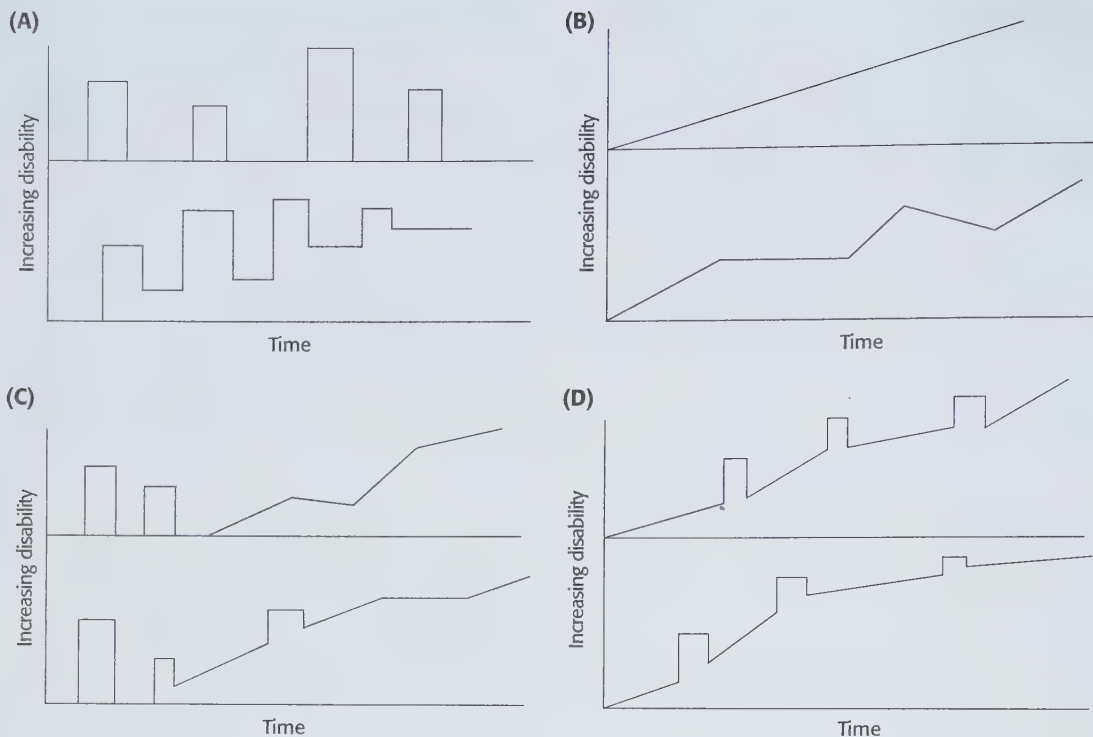 (A)
Increasing disability
Time
(B)
Increasing disability
Time
(C)
Increasing disability
Time
(D)
Increasing disability
Time